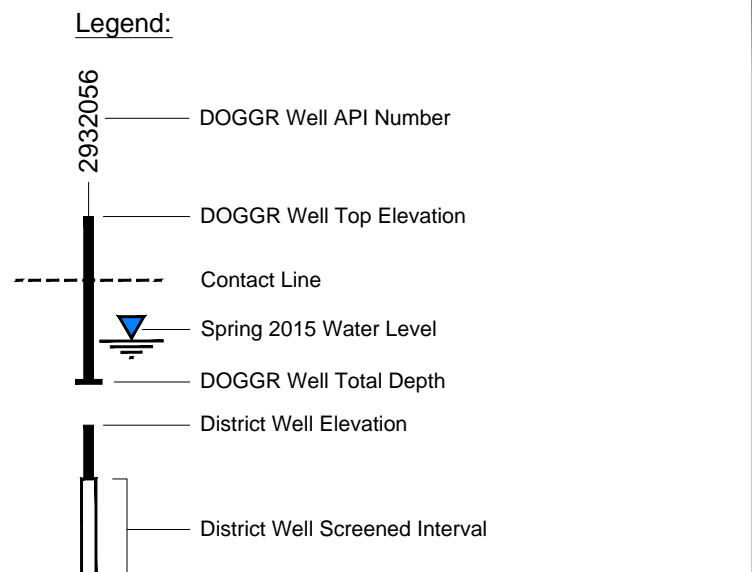 Legend:
2932056
DOGGR Well API Number
DOGGR Well Top Elevation
Contact Line
Spring 2015 Water Level
DOGGR Well Total Depth
District Well Elevation
District Well Screened Interval